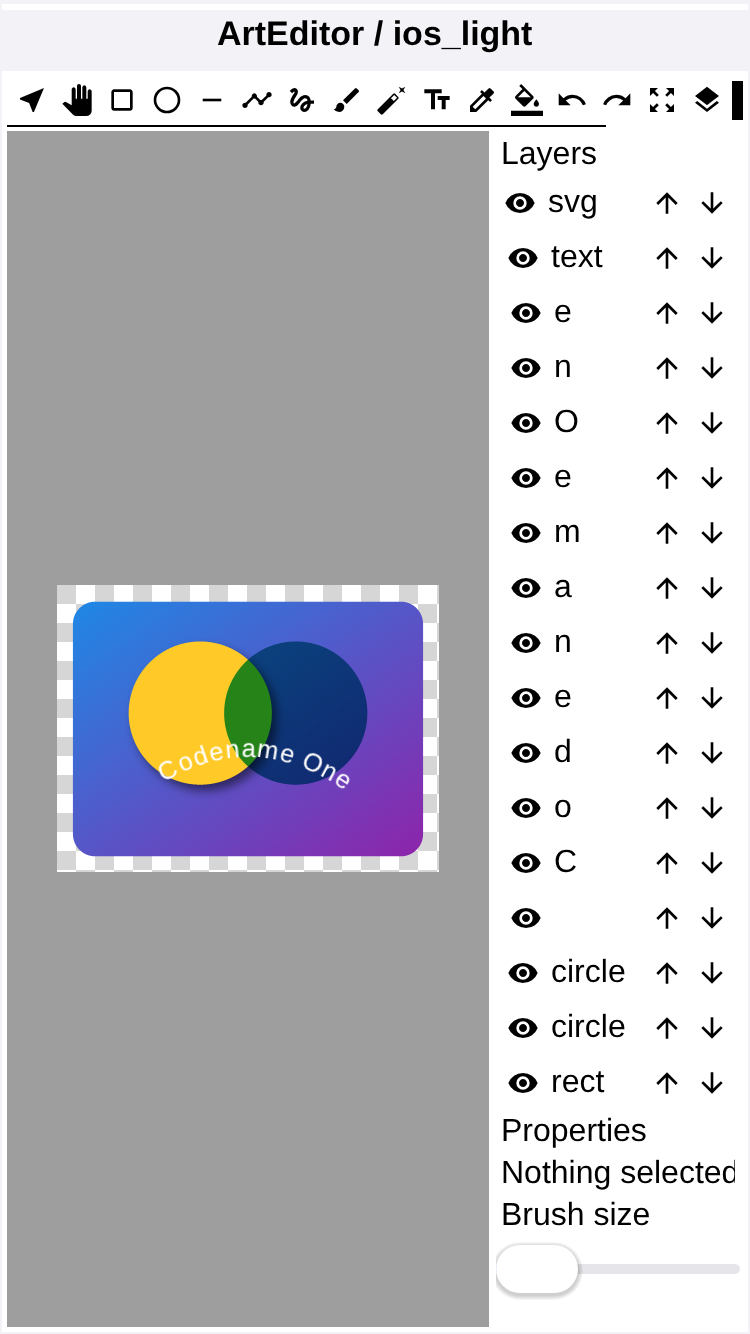 ArtEditor / ios_light
Layers
svg
text
e
n
O
e
m
a
n
e
d
o
C
circle
circle
rect
Codename One
Properties
Nothing selected
Brush size